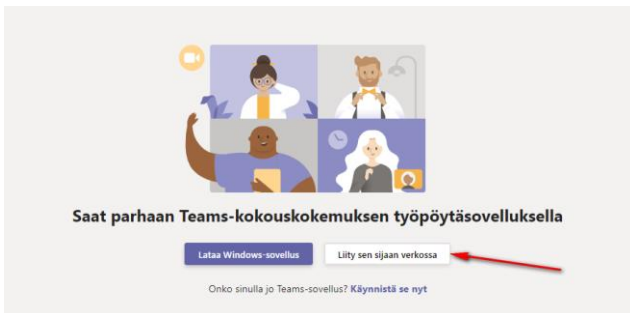 Saat parhaan Teams-kokouskokemuksen työpöytäsovelluksella
Lataa Windows-sovellus
Liity sen sijaan verkossa
Onko sinulla jo Teams-sovellus? Käynnistä se nyt